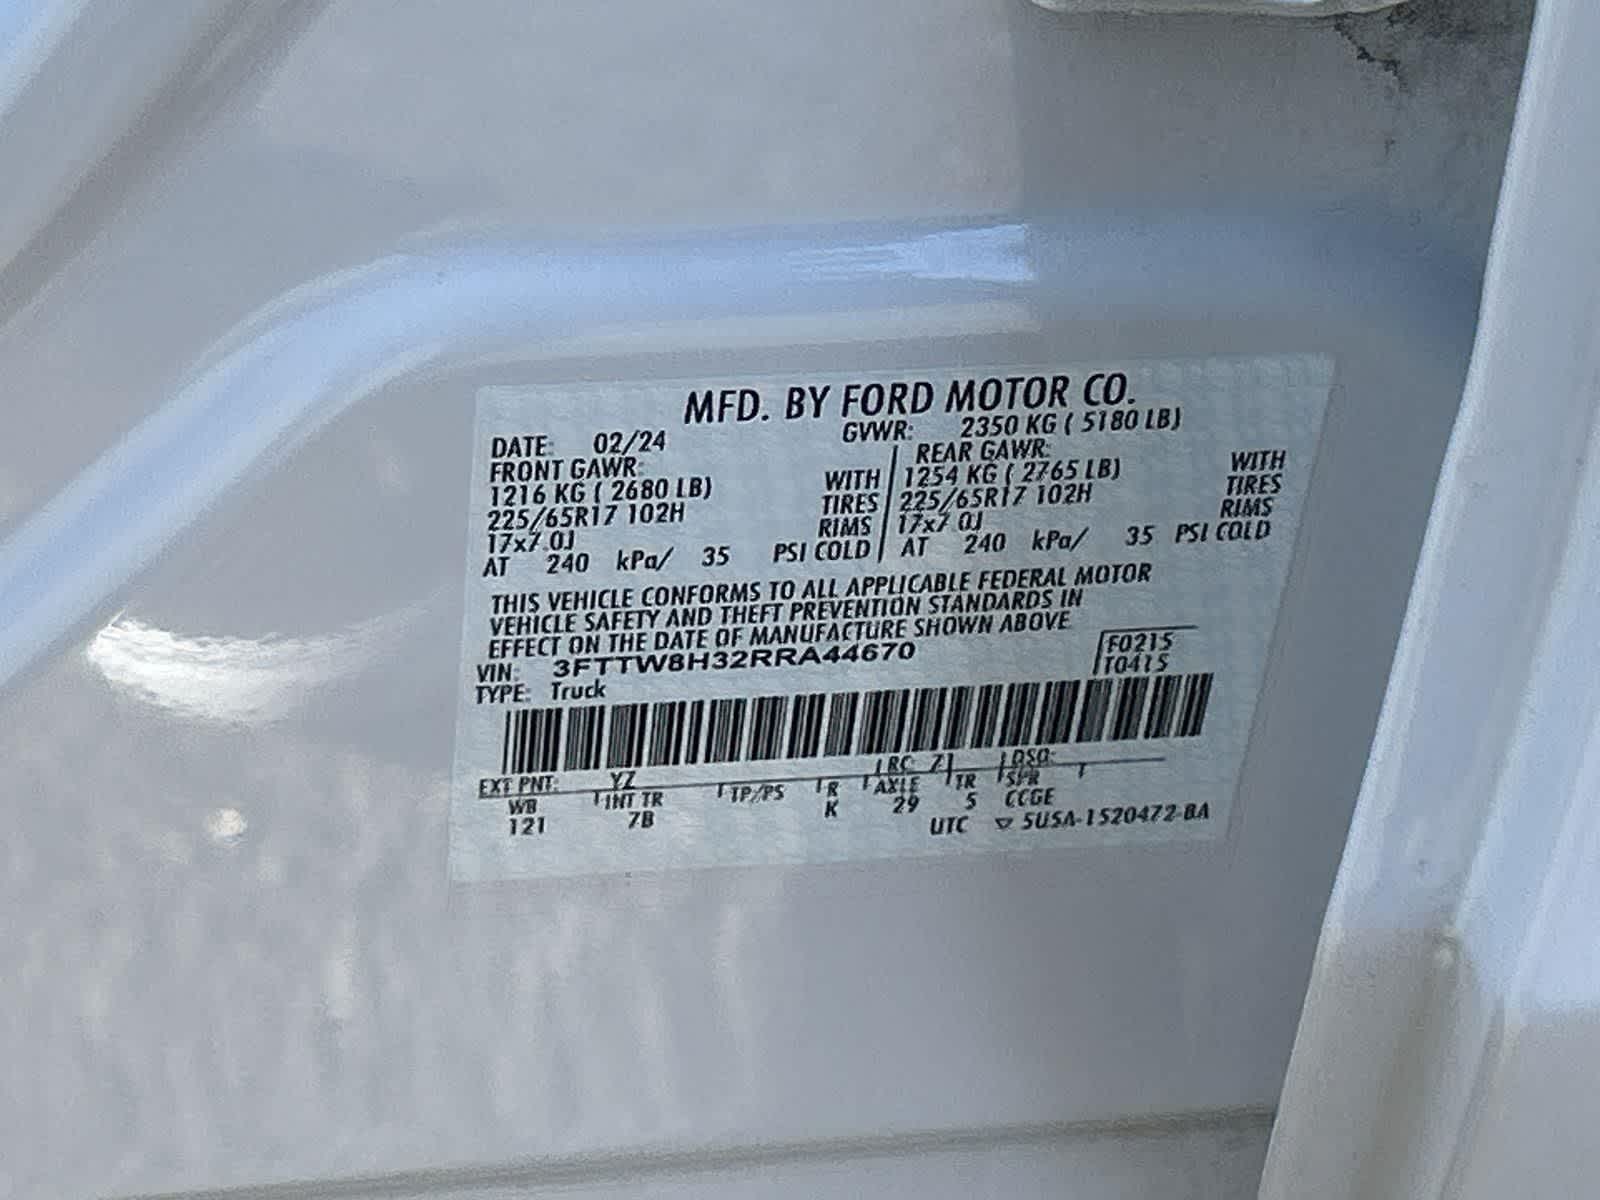 MFD. BY FORD MOTOR CO.
DATE: 02/24 GVWR: 2350 KG ( 5180 LB)
FRONT GAWR: REAR GAWR:
1216 KG ( 2680 LB) WITH 1254 KG ( 2765 LB) WITH
225/65R17 102H TIRES 225/65R17 102H TIRES
17x7.0J RIMS 17x7.0J RIMS
AT 240 kPa/ 35 PSI COLD AT 240 kPa/ 35 PSI COLD
THIS VEHICLE CONFORMS TO ALL APPLICABLE FEDERAL MOTOR
VEHICLE SAFETY AND THEFT PREVENTION STANDARDS IN
EFFECT ON THE DATE OF MANUFACTURE SHOWN ABOVE
VIN: 3FTTW8H32RRA44670 F0215
TYPE: Truck T0415
EXT PNT: YZ RC: 71 DSO:
WB INT TR TP/PS R AXLE TR SPR
121 7B K 29 5 CCGE
UTC ▽ 5USA-1520472-BA